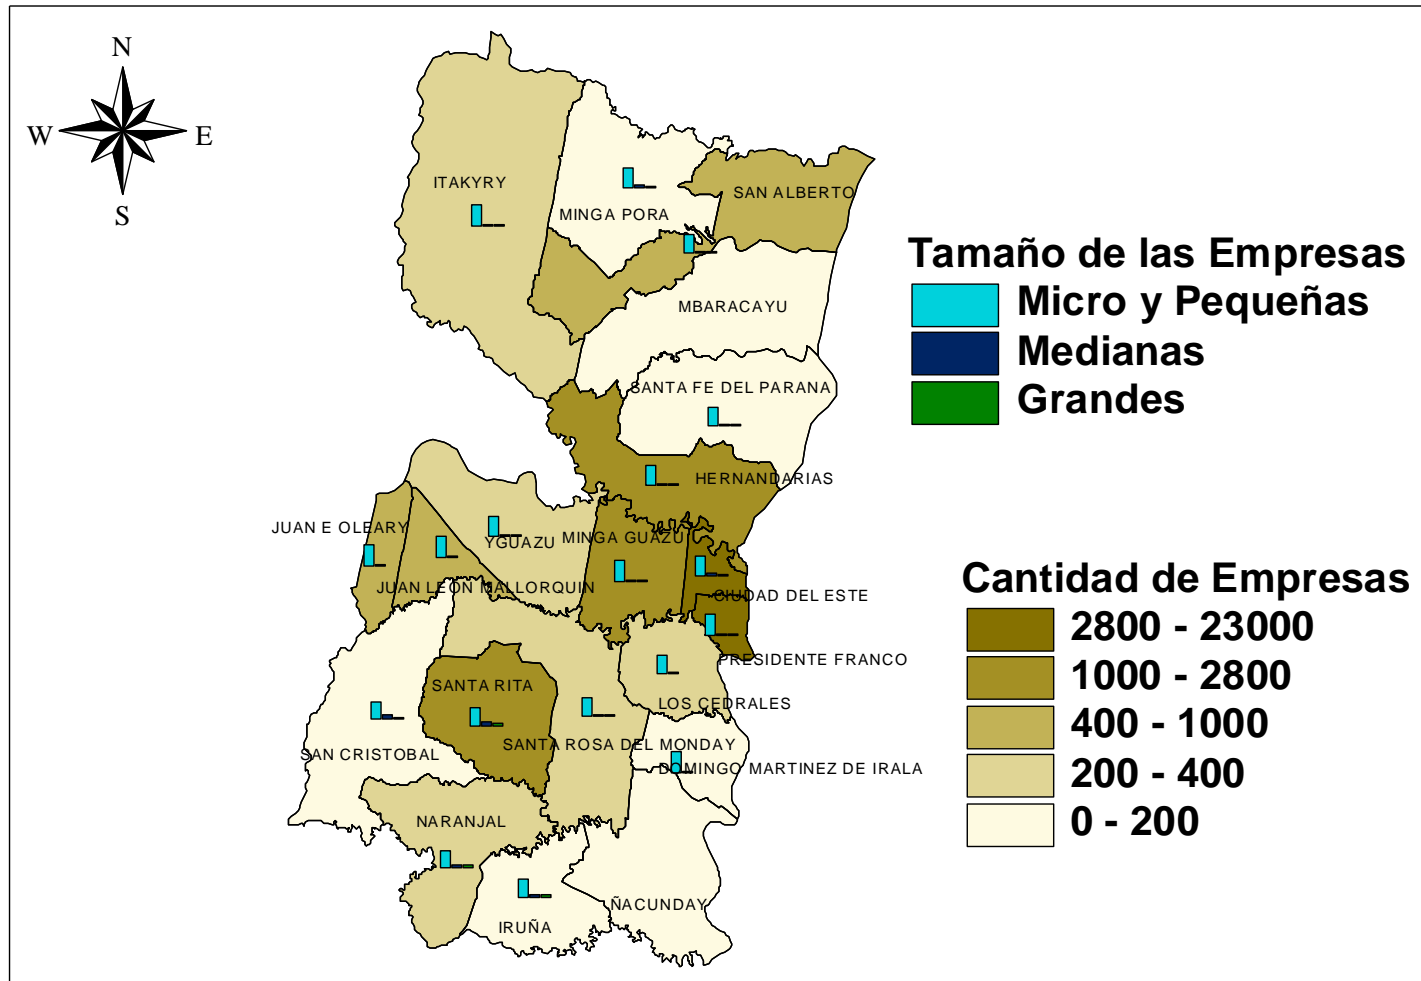 N
W
E
S
ITAKYRY
MINGA PORA
SAN ALBERTO
MBARACAYU
SANTA FE DEL PARANA
HERNANDARIAS
JUAN E OLEARY
YGUAZU
MINGA GUAZU
JUAN LEON MALLORQUIN
CIUDAD DEL ESTE
PRESIDENTE FRANCO
SANTA RITA
LOS CEDRALES
SAN CRISTOBAL
SANTA ROSA DEL MONDAY
DOMINGO MARTINEZ DE IRALA
NARANJAL
ÑACUNDAY
IRUÑA
Tamaño de las Empresas
Micro y Pequeñas
Medianas
Grandes
Cantidad de Empresas
2800 - 23000
1000 - 2800
400 - 1000
200 - 400
0 - 200